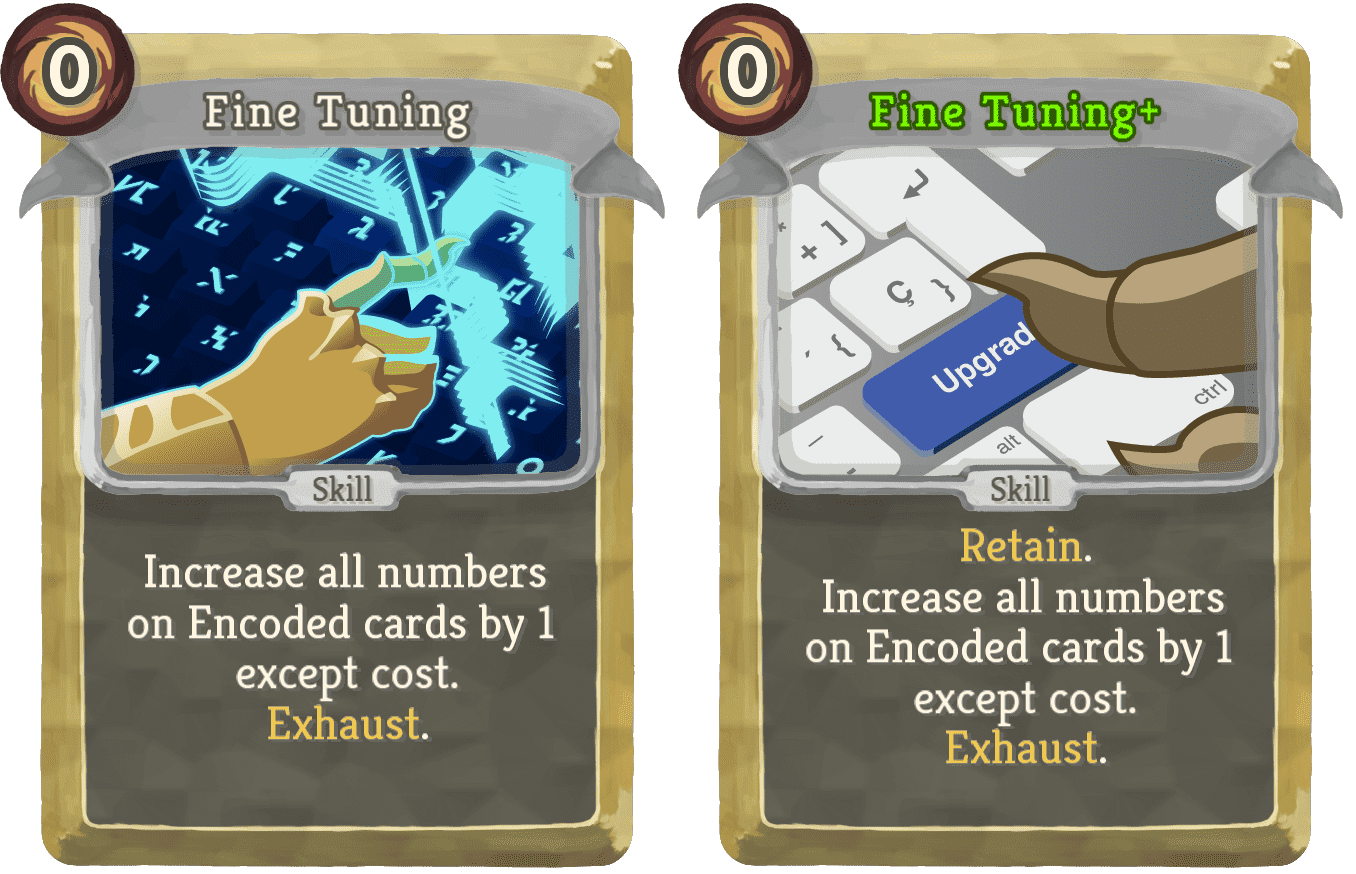 0
Fine Tuning
Skill
Increase all numbers
on Encoded cards by 1
except cost.
Exhaust.
0
Fine Tuning+
+ ]
Ç }
{
Upgrad
alt
ctrl
Skill
Retain.
Increase all numbers
on Encoded cards by 1
except cost.
Exhaust.